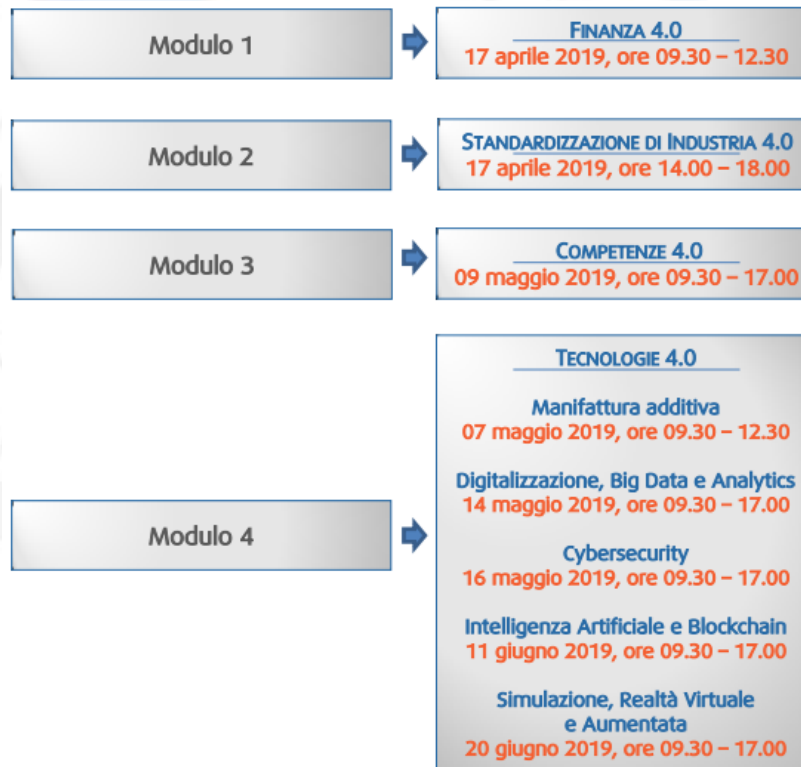 Modulo 1
FINANZA 4.0
17 aprile 2019, ore 09.30 – 12.30
Modulo 2
STANDARDIZZAZIONE DI INDUSTRIA 4.0
17 aprile 2019, ore 14.00 – 18.00
Modulo 3
COMPETENZE 4.0
09 maggio 2019, ore 09.30 – 17.00
Modulo 4
TECNOLOGIE 4.0
Manifattura additiva
07 maggio 2019, ore 09.30 – 12.30
Digitalizzazione, Big Data e Analytics
14 maggio 2019, ore 09.30 – 17.00
Cybersecurity
16 maggio 2019, ore 09.30 – 17.00
Intelligenza Artificiale e Blockchain
11 giugno 2019, ore 09.30 – 17.00
Simulazione, Realtà Virtuale
e Aumentata
20 giugno 2019, ore 09.30 – 17.00